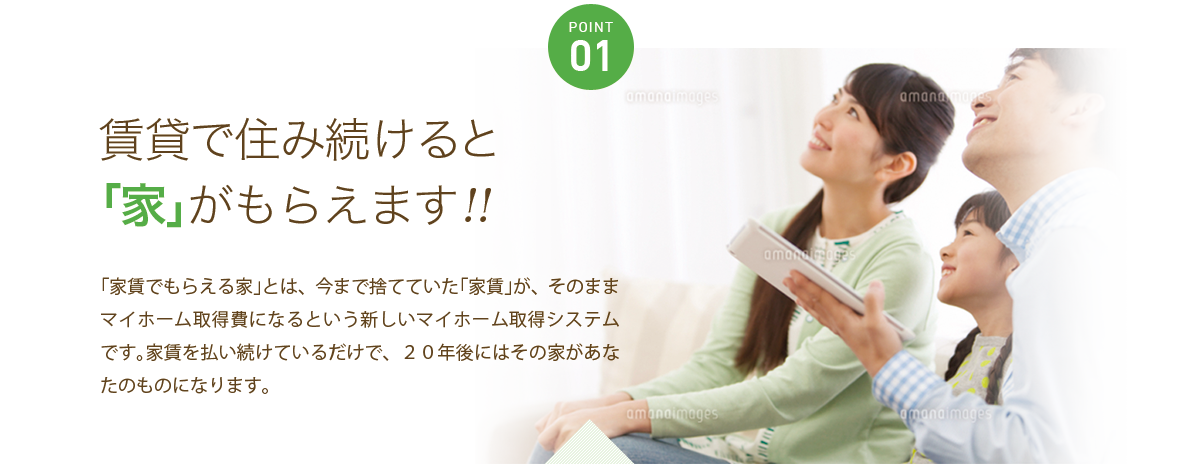 POINT
01
賃貸で住み続けると
「家」がもらえます!!
「家賃でもらえる家」とは、今まで捨てていた「家賃」が、そのまま
マイホーム取得費になるという新しいマイホーム取得システム
です。家賃を払い続けているだけで、２０年後にはその家があな
たのものになります。
amanaimages
amanaimages
amanaimages
amanaimages
amanaimages